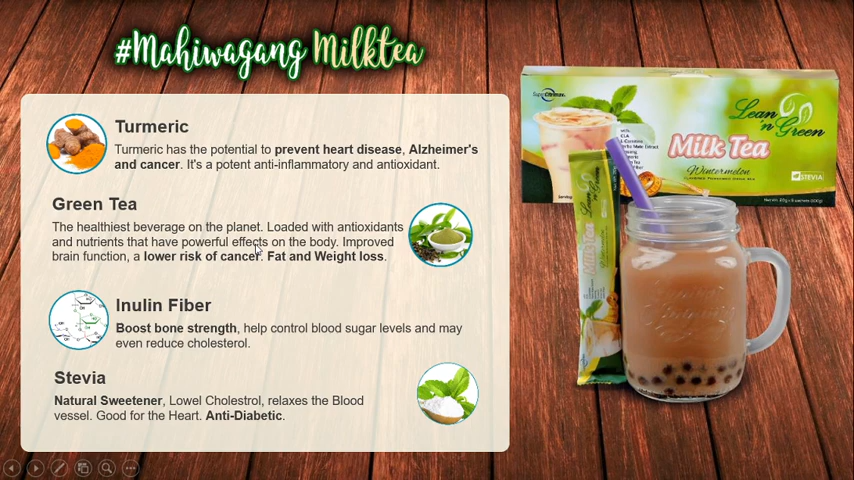 #Mahiwagang Milktea
Turmeric
Turmeric has the potential to prevent heart disease, Alzheimer's
and cancer. It's a potent anti-inflammatory and antioxidant.
Green Tea
The healthiest beverage on the planet. Loaded with antioxidants
and nutrients that have powerful effects on the body. Improved
brain function, a lower risk of cancer. Fat and Weight loss.
Inulin Fiber
Boost bone strength, help control blood sugar levels and may
even reduce cholesterol.
Stevia
Natural Sweetener, Lowel Cholestrol, relaxes the Blood
vessel. Good for the Heart. Anti-Diabetic.
Lean
'n Green
Milk Tea
Wintermelon
STEVIA
Lean 'n Green
Milk Tea